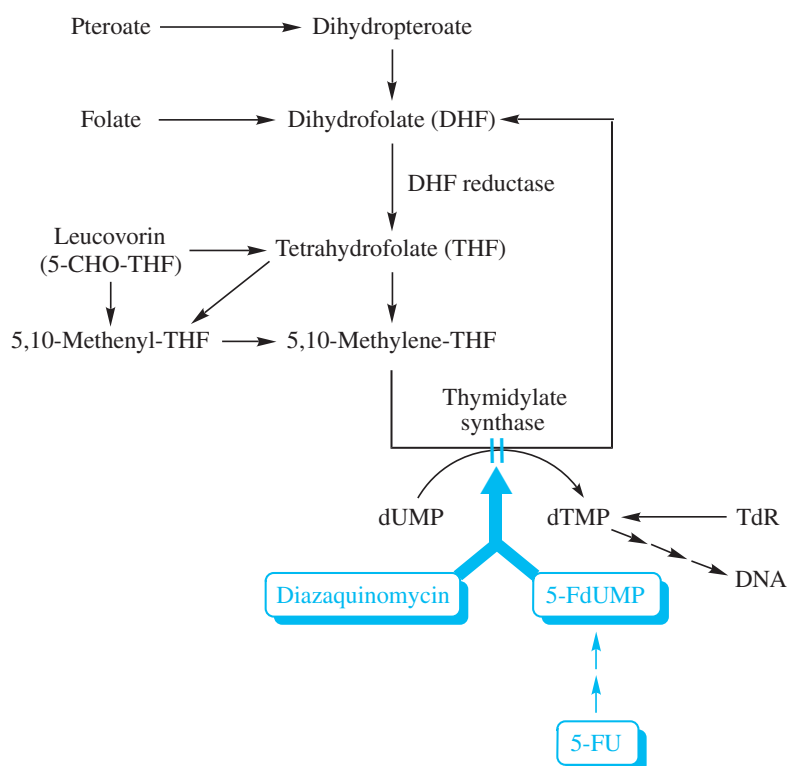 Pteroate
Dihydropteroate
Folate
Dihydrofolate (DHF)
DHF reductase
Leucovorin
(5-CHO-THF)
Tetrahydrofolate (THF)
5,10-Methenyl-THF
5,10-Methylene-THF
Thymidylate
synthase
dUMP
dTMP
TdR
DNA
Diazaquinomycin
5-FdUMP
5-FU